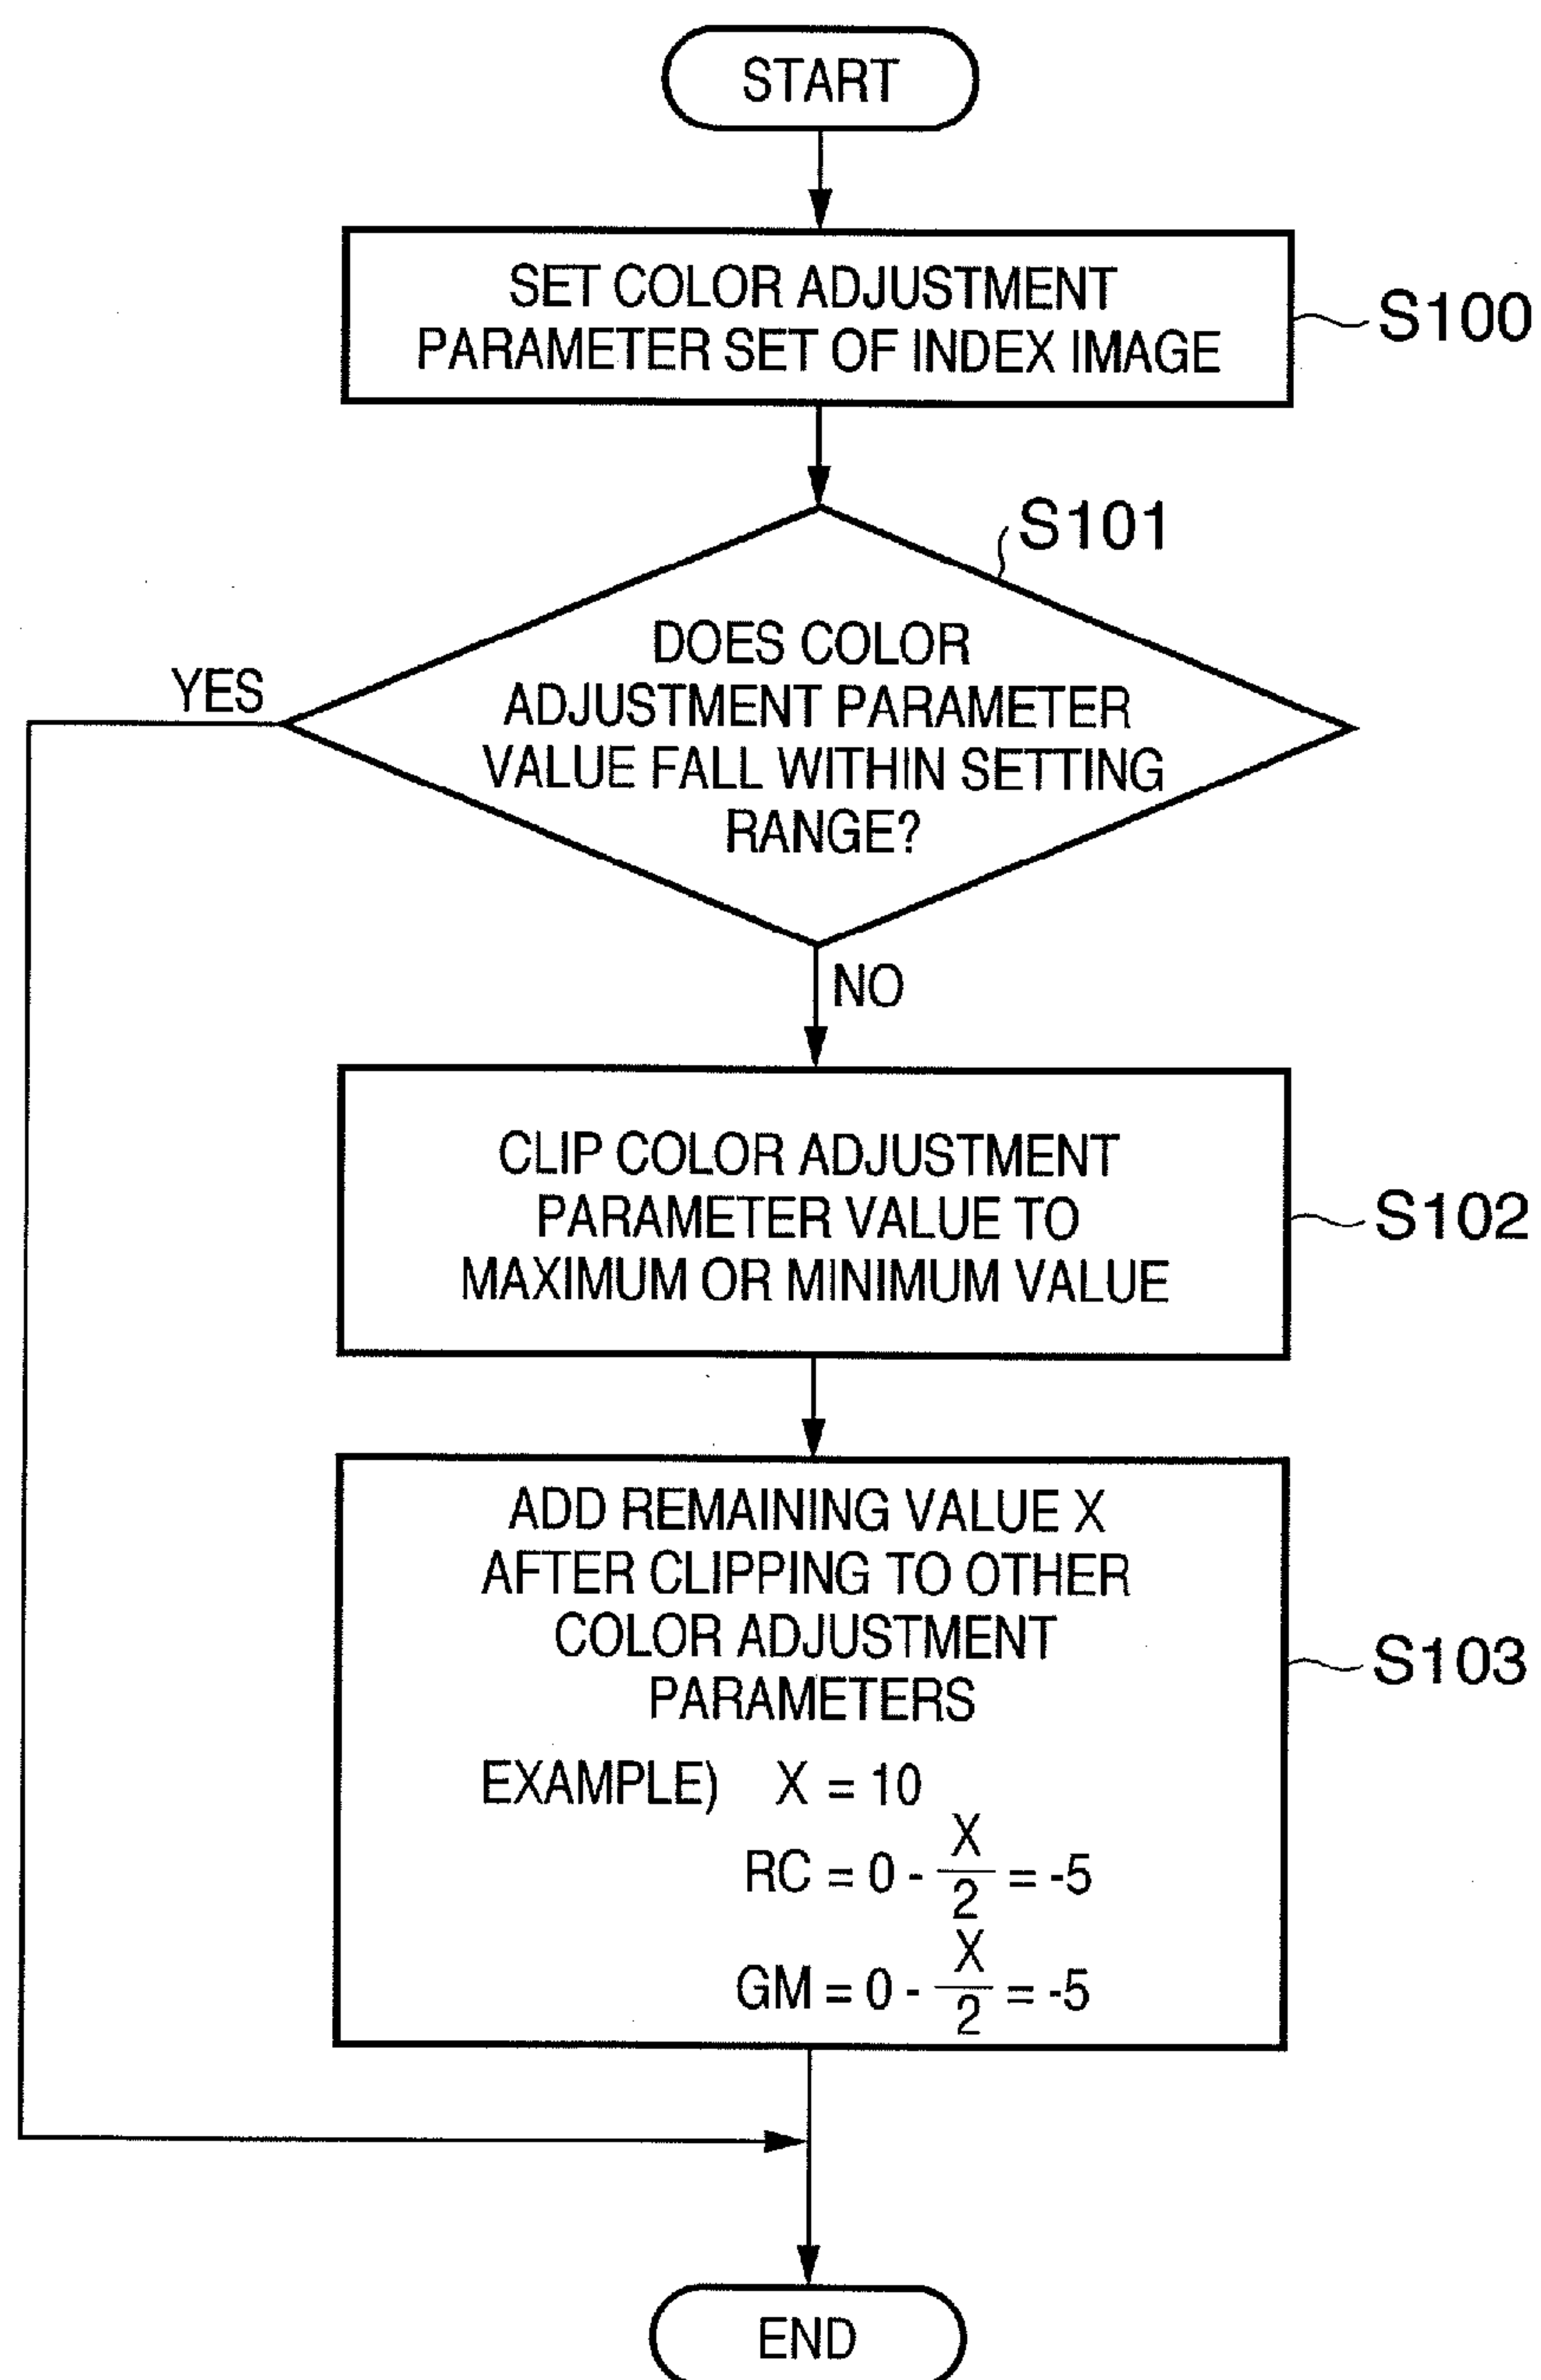 START
SET COLOR ADJUSTMENT
PARAMETER SET OF INDEX IMAGE
S100
S101
DOES COLOR
ADJUSTMENT PARAMETER
VALUE FALL WITHIN SETTING
RANGE?
YES
NO
CLIP COLOR ADJUSTMENT
PARAMETER VALUE TO
MAXIMUM OR MINIMUM VALUE
S102
ADD REMAINING VALUE X
AFTER CLIPPING TO OTHER
COLOR ADJUSTMENT
PARAMETERS
S103
EXAMPLE) X = 10
RC = 0 - X/2 = -5
GM = 0 - X/2 = -5
END